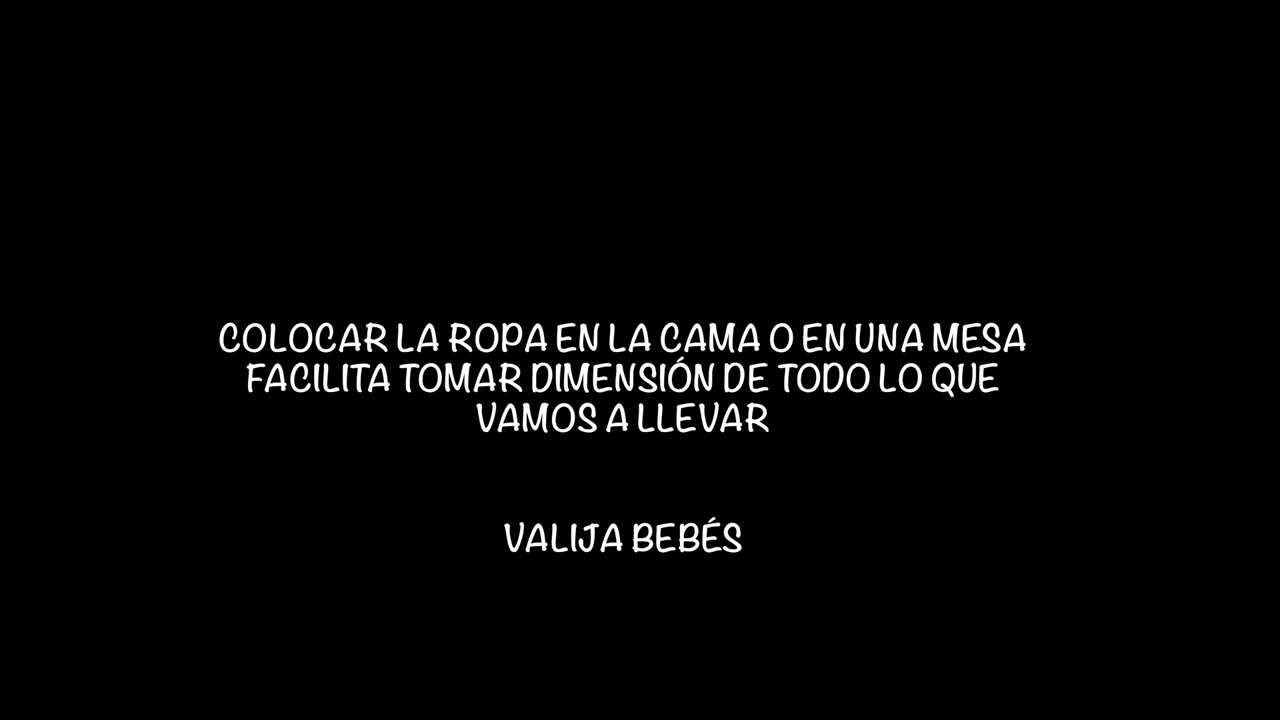 COLOCAR LA ROPA EN LA CAMA O EN UNA MESA
FACILITA TOMAR DIMENSIÓN DE TODO LO QUE
VAMOS A LLEVAR
VALIJA BEBÉS